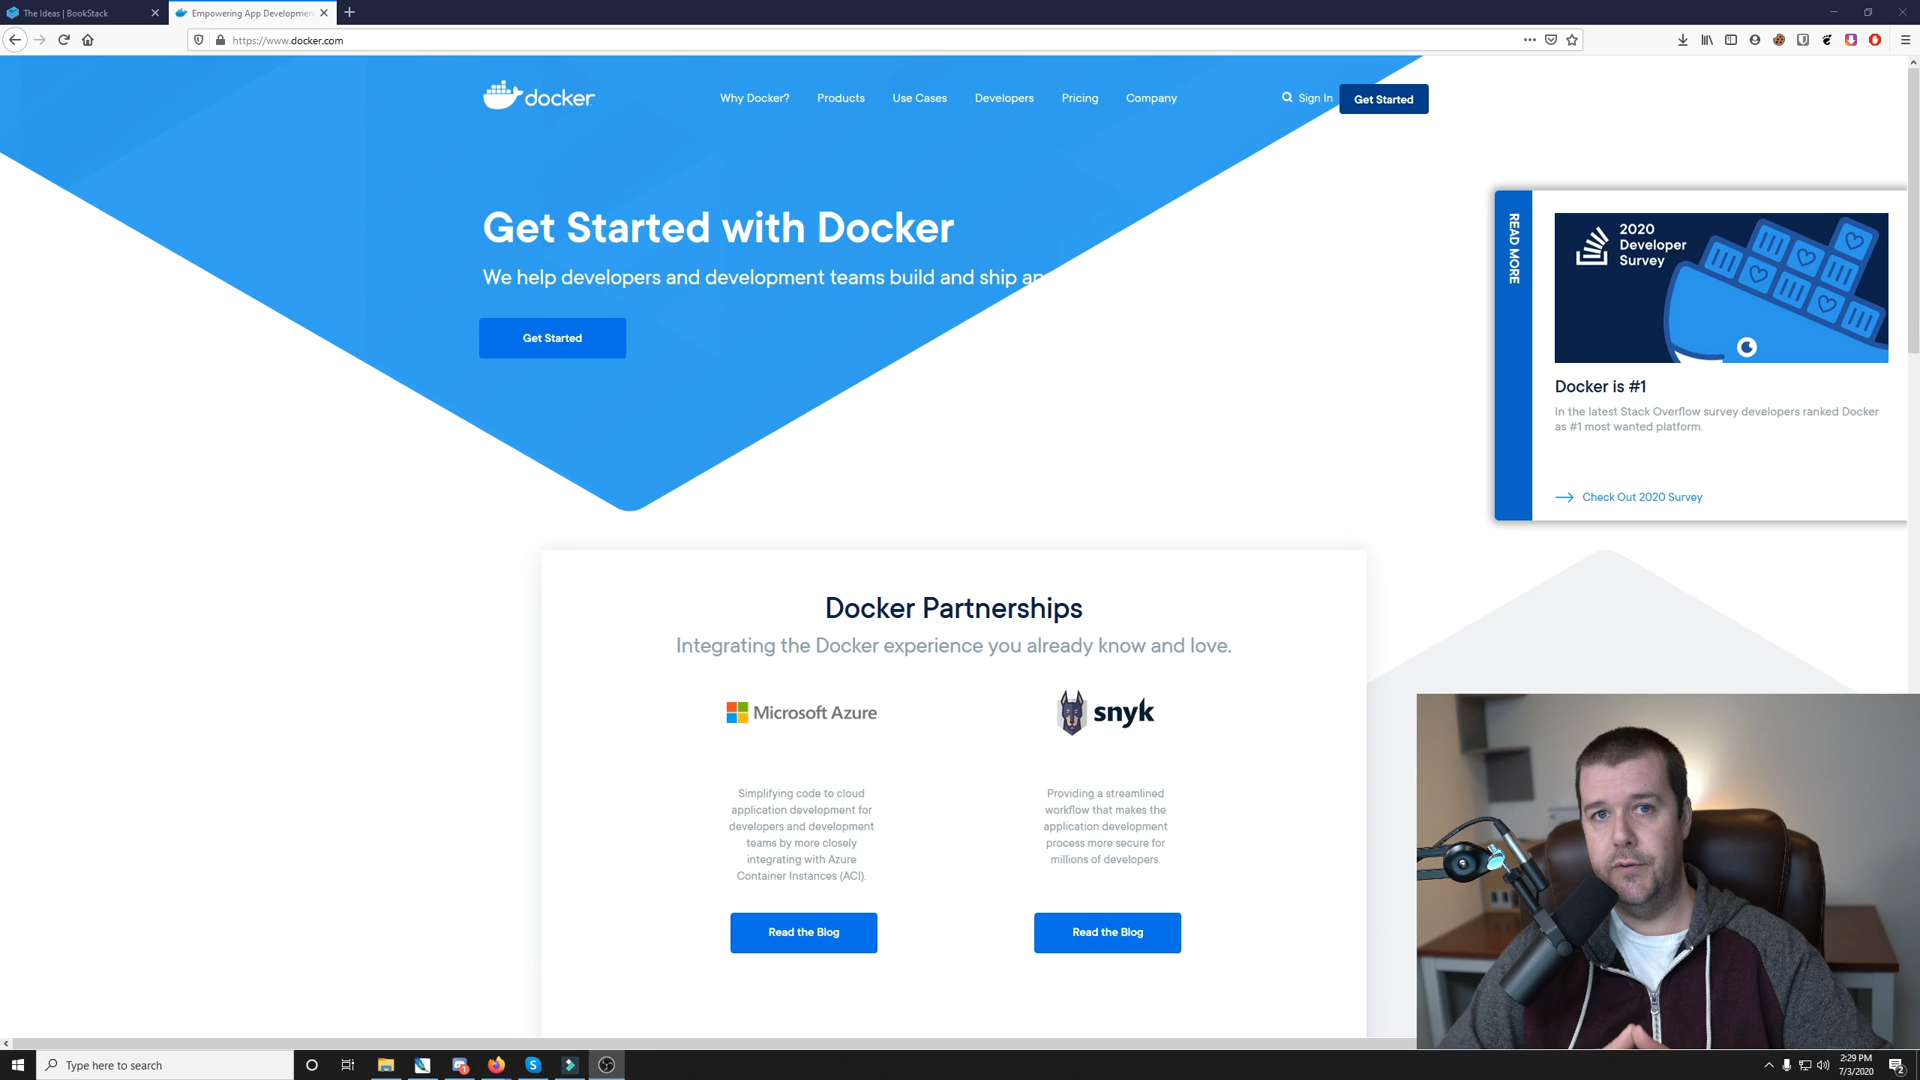 The Ideas | BookStack
Empowering App Developmen
https://www.docker.com
docker
Why Docker?
Products
Use Cases
Developers
Pricing
Company
Sign In
Get Started
Get Started with Docker
We help developers and development teams build and ship ap
Get Started
READ MORE
2020
Developer
Survey
Docker is #1
In the latest Stack Overflow survey developers ranked Docker
as #1 most wanted platform.
Check Out 2020 Survey
Docker Partnerships
Integrating the Docker experience you already know and love.
Microsoft Azure
snyk
Simplifying code to cloud
application development for
developers and development
teams by more closely
integrating with Azure
Container Instances (ACI).
Providing a streamlined
workflow that makes the
application development
process more secure for
millions of developers.
Read the Blog
Read the Blog
Type here to search
2:29 PM
7/3/2020